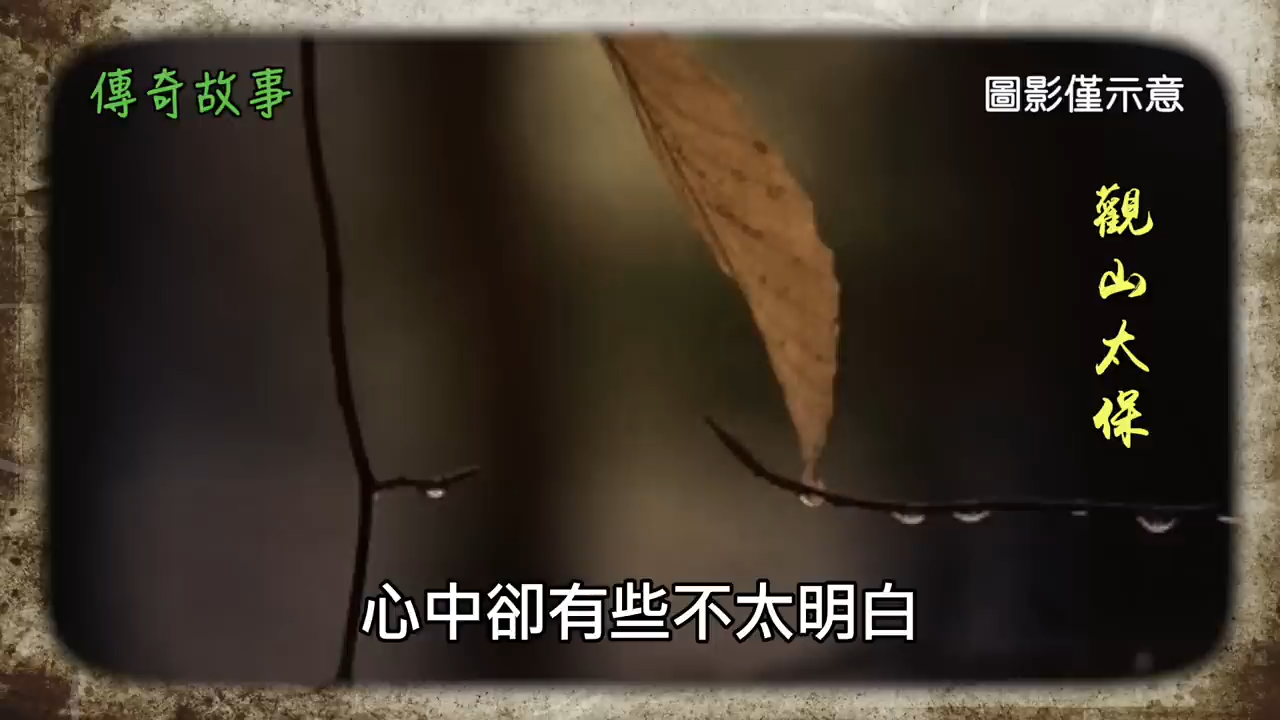 傳奇故事
圖影僅示意
觀山太保
心中卻有些不太明白